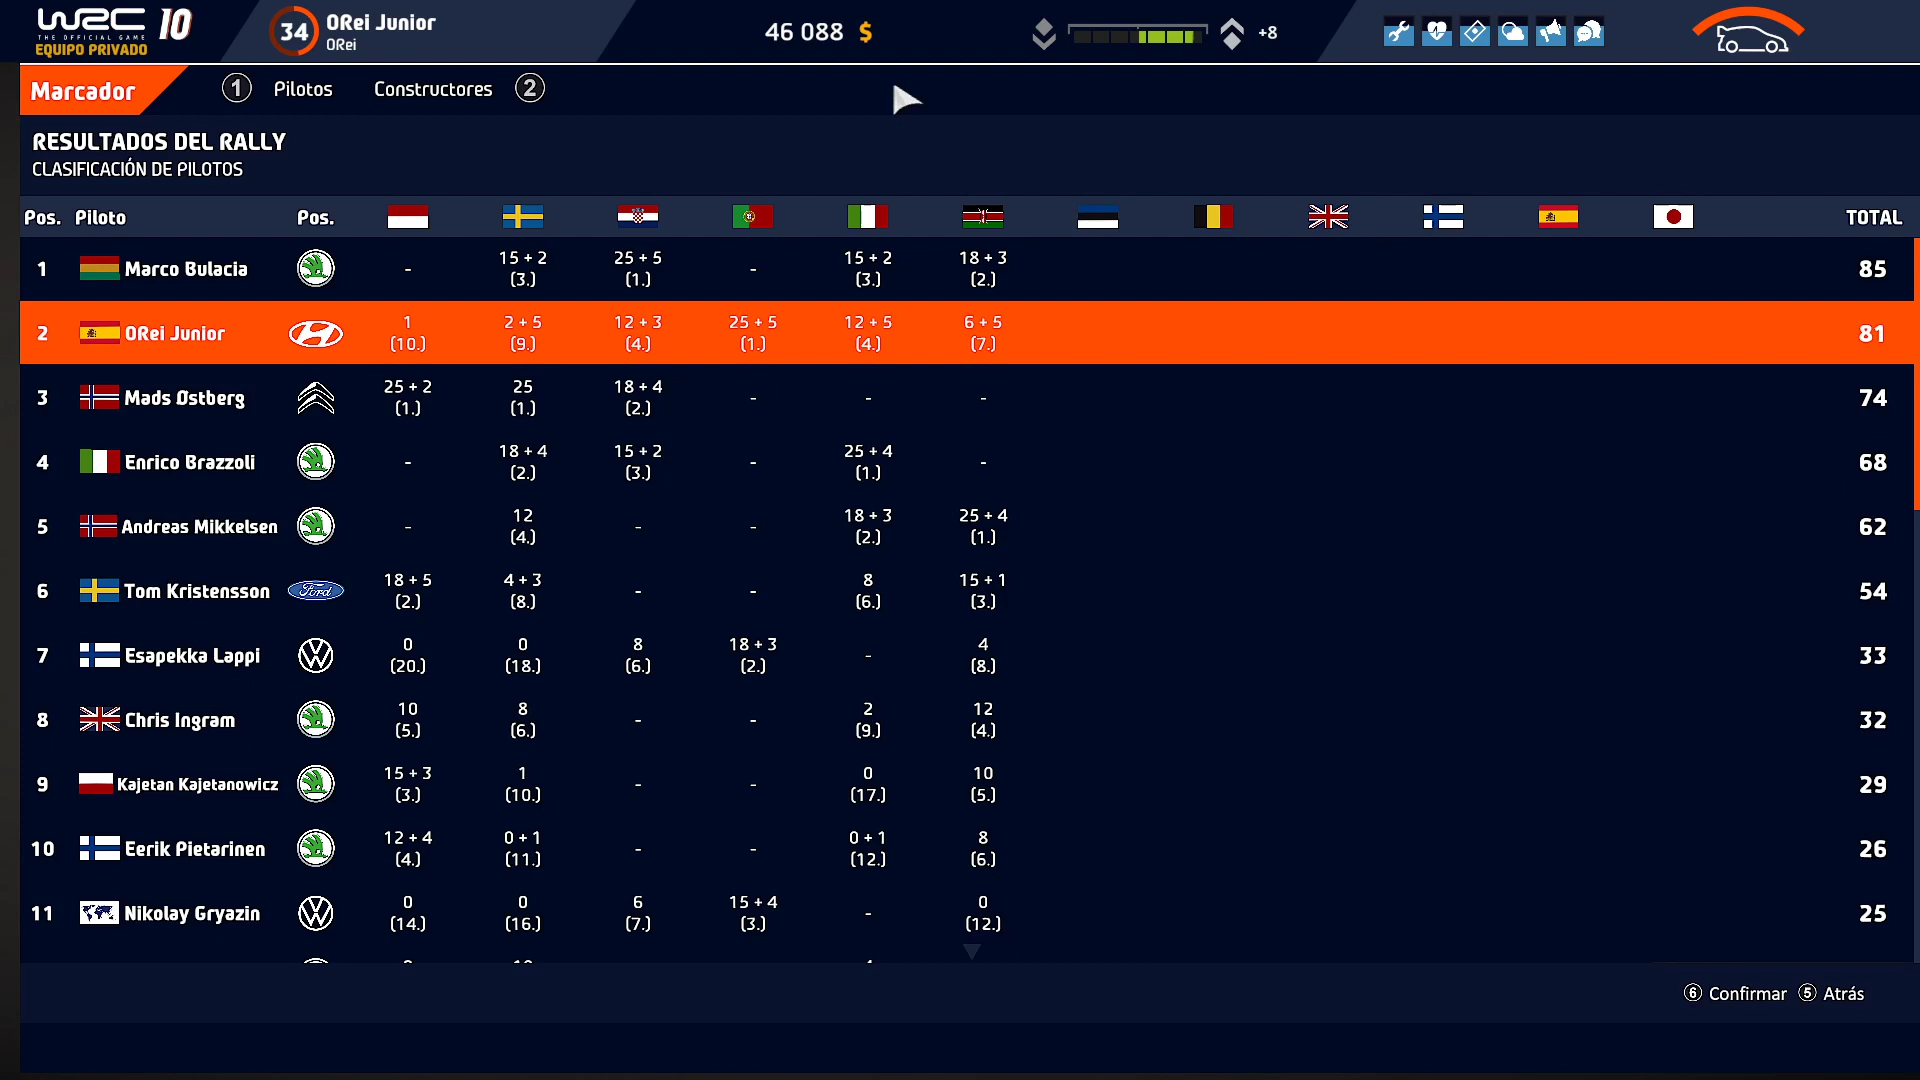 WRC 10
THE OFFICIAL GAME
EQUIPO PRIVADO
34 ORei Junior
ORei
46 088 $
+8
Marcador 1 Pilotos Constructores 2
RESULTADOS DEL RALLY
CLASIFICACIÓN DE PILOTOS
Pos. Piloto Pos. TOTAL
1 Marco Bulacia - 15 + 2 (3.) 25 + 5 (1.) - 15 + 2 (3.) 18 + 3 (2.) 85
2 ORei Junior 1 (10.) 2 + 5 (9.) 12 + 3 (4.) 25 + 5 (1.) 12 + 5 (4.) 6 + 5 (7.) 81
3 Mads Østberg 25 + 2 (1.) 25 (1.) 18 + 4 (2.) - - - 74
4 Enrico Brazzoli - 18 + 4 (2.) 15 + 2 (3.) - 25 + 4 (1.) - 68
5 Andreas Mikkelsen - 12 (4.) - - 18 + 3 (2.) 25 + 4 (1.) 62
6 Tom Kristensson Ford 18 + 5 (2.) 4 + 3 (8.) - - 8 (6.) 15 + 1 (3.) 54
7 Esapekka Lappi 0 (20.) 0 (18.) 8 (6.) 18 + 3 (2.) - 4 (8.) 33
8 Chris Ingram 10 (5.) 8 (6.) - - 2 (9.) 12 (4.) 32
9 Kajetan Kajetanowicz 15 + 3 (3.) 1 (10.) - - 0 (17.) 10 (5.) 29
10 Eerik Pietarinen 12 + 4 (4.) 0 + 1 (11.) - - 0 + 1 (12.) 8 (6.) 26
11 Nikolay Gryazin 0 (14.) 0 (16.) 6 (7.) 15 + 4 (3.) - 0 (12.) 25
6 Confirmar 5 Atrás